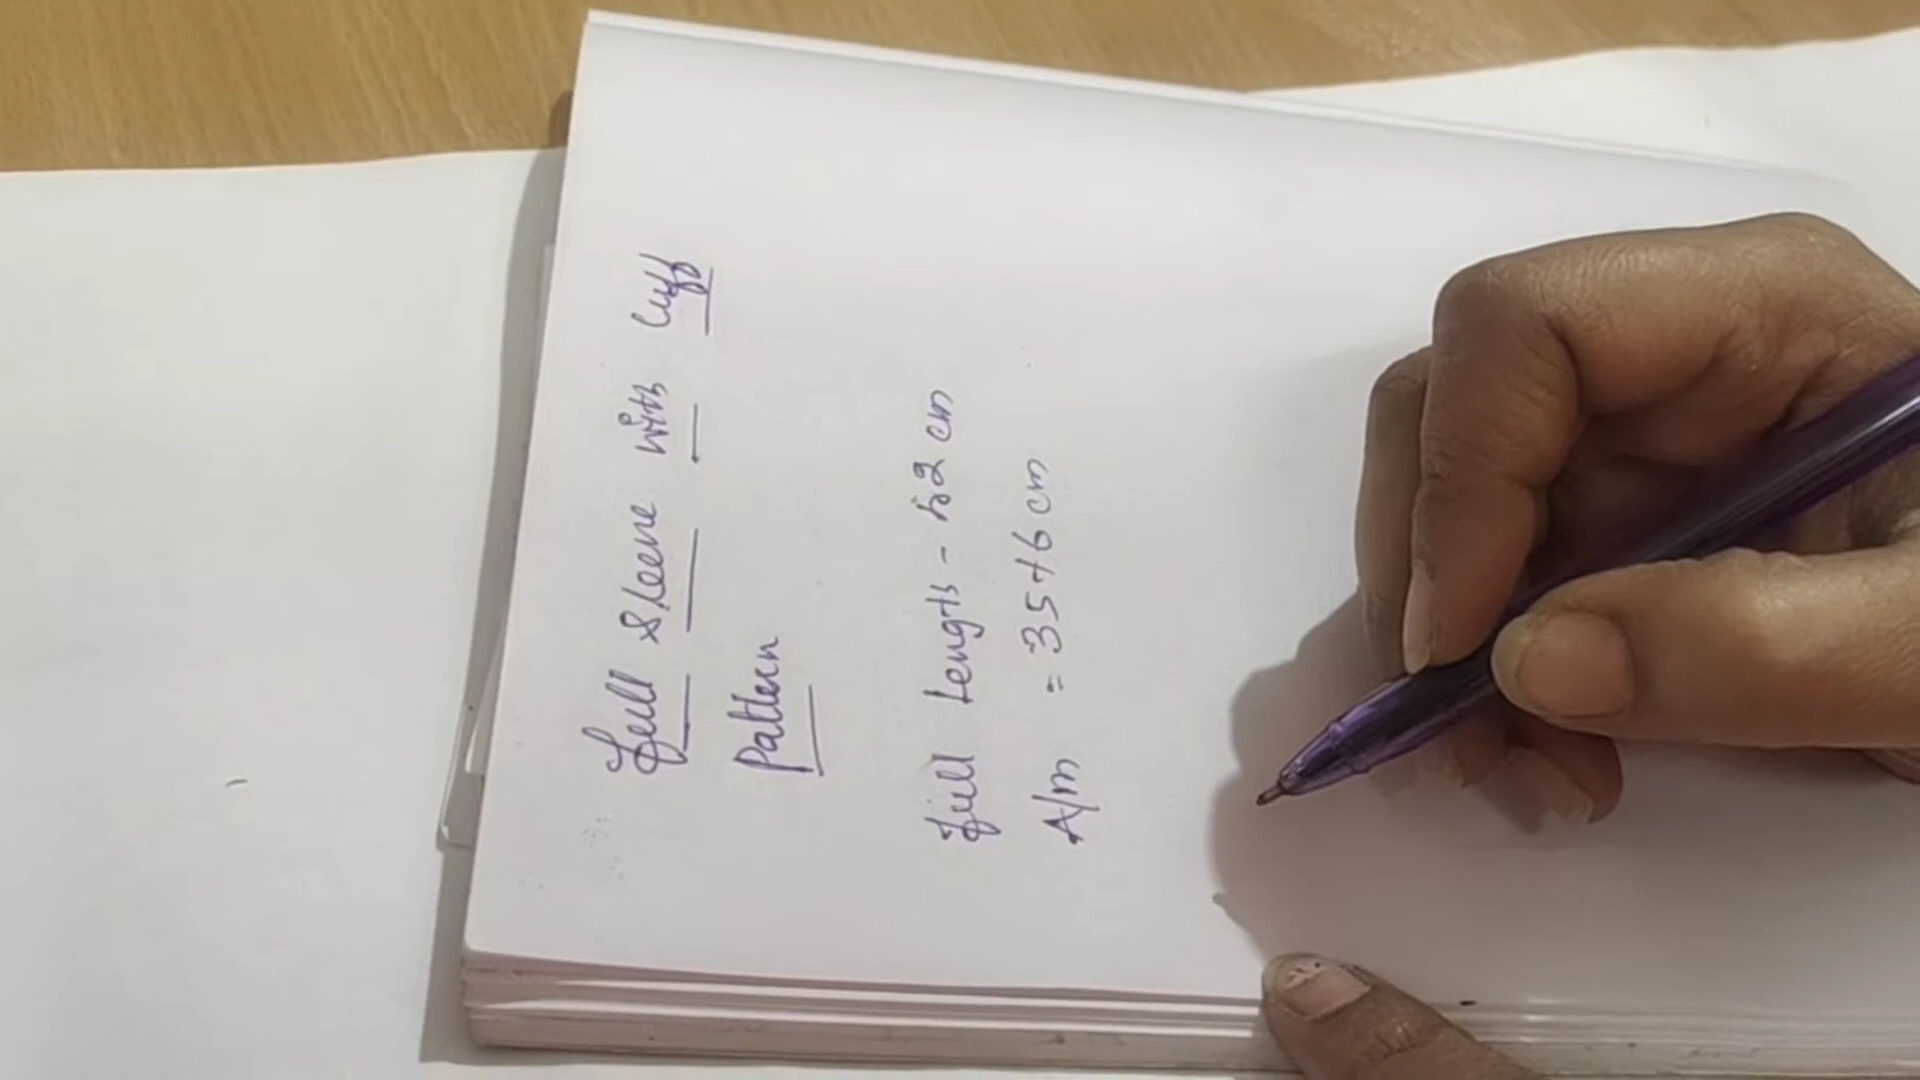 Full Sleeve with Cuff
Pattern
Full Length - 52 cm
A/m = 35+6 cm